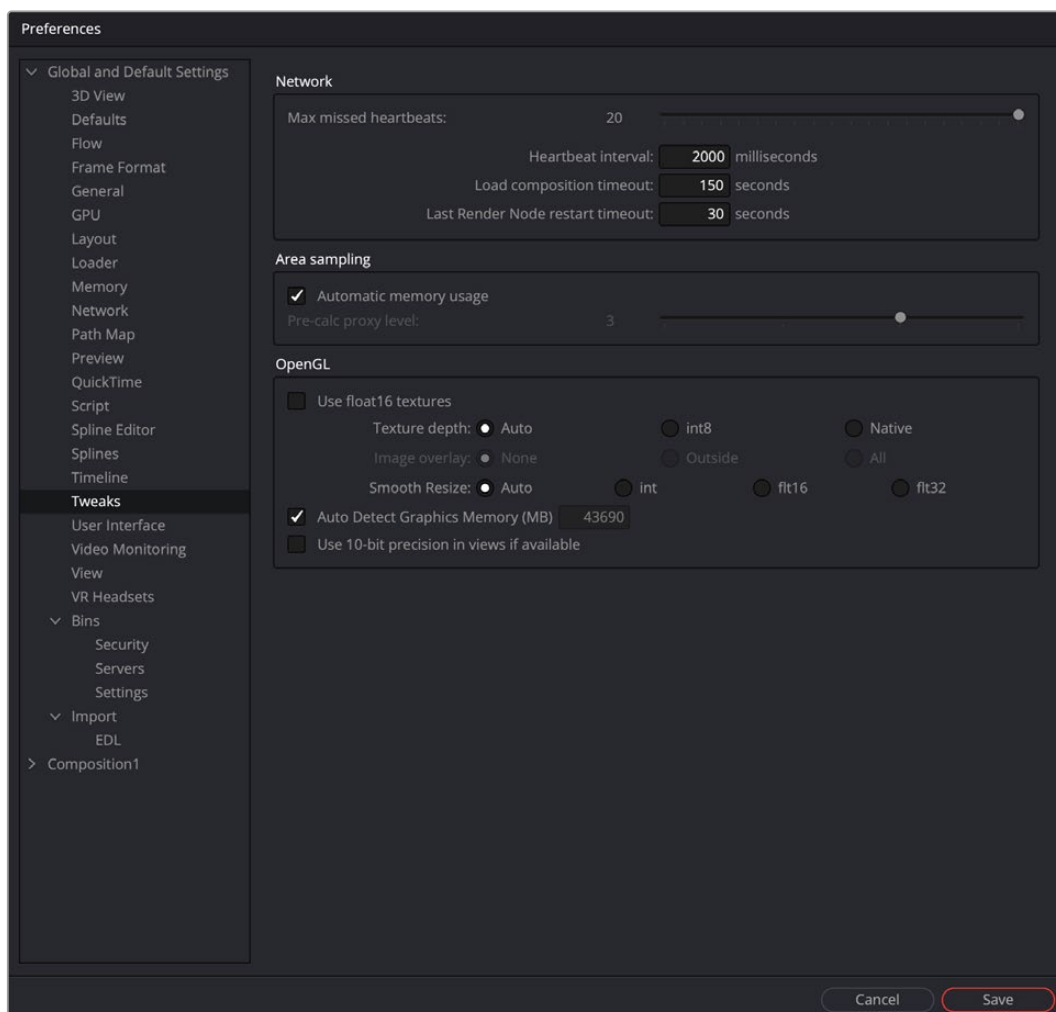 Preferences
Global and Default Settings
3D View
Defaults
Flow
Frame Format
General
GPU
Layout
Loader
Memory
Network
Path Map
Preview
QuickTime
Script
Spline Editor
Splines
Timeline
Tweaks
User Interface
Video Monitoring
View
VR Headsets
Bins
Security
Servers
Settings
Import
EDL
Composition1
Network
Max missed heartbeats: 20
Heartbeat interval: 2000 milliseconds
Load composition timeout: 150 seconds
Last Render Node restart timeout: 30 seconds
Area sampling
Automatic memory usage
Pre-calc proxy level: 3
OpenGL
Use float16 textures
Texture depth: Auto int8 Native
Image overlay: None Outside All
Smooth Resize: Auto int flt16 flt32
Auto Detect Graphics Memory (MB) 43690
Use 10-bit precision in views if available
Cancel Save